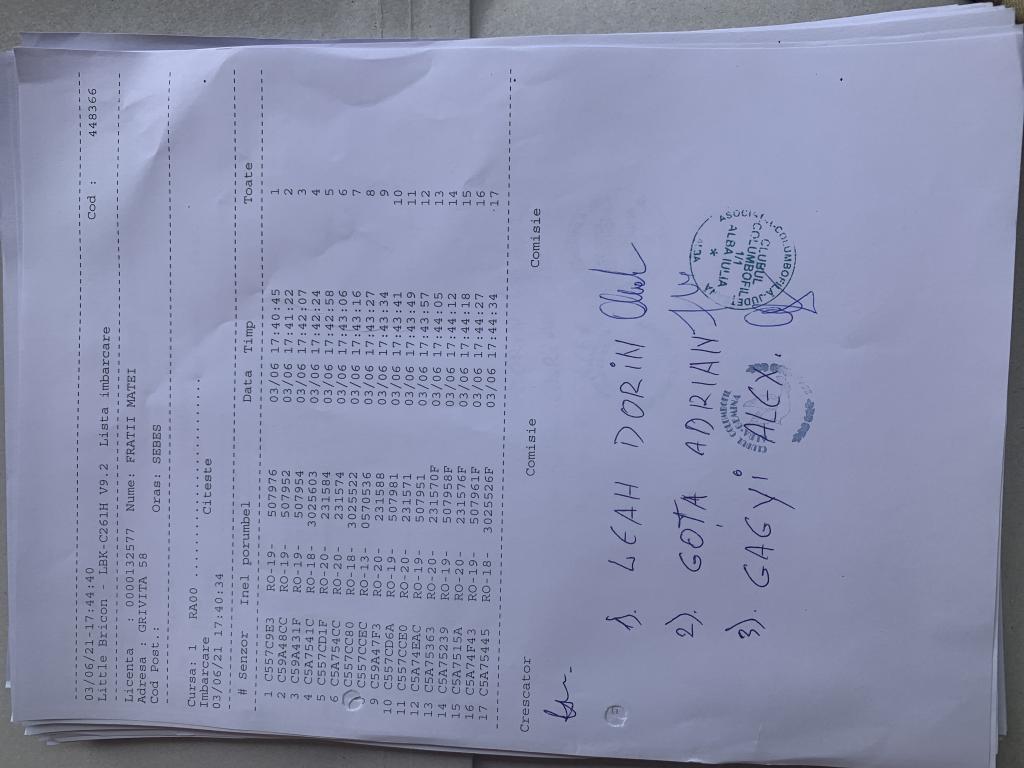 03/06/21-17:44:40
Little Bricon - LBK-C261H V9.2 Lista imbarcare Cod : 448366
Licenta : 0000132577 Nume: FRATII MATEI
Adresa : GRIVITA 58
Cod Post.: Oras: SEBES
Cursa: 1 RA00
Imbarcare Citeste
03/06/21 17:40:34
# Senzor Inel porumbel Data Timp Toate
1 C557C9E3 RO-19- 507976 03/06 17:40:45 1
2 C59A48CC RO-19- 507952 03/06 17:41:22 2
3 C59A431F RO-19- 507954 03/06 17:42:07 3
4 C5A7541C RO-18- 3025603 03/06 17:42:24 4
5 C557CD1F RO-20- 231584 03/06 17:42:58 5
6 C5A754CC RO-20- 231574 03/06 17:43:06 6
7 C557CC80 RO-18- 3025522 03/06 17:43:16 7
8 C557CCEC RO-19- 0570536 03/06 17:43:27 8
9 C59A47F3 RO-20- 231588 03/06 17:43:34 9
10 C557CD6A RO-19- 507981 03/06 17:43:41 10
11 C557CCE0 RO-20- 231571 03/06 17:43:49 11
12 C5A74EAC RO-19- 507951 03/06 17:43:57 12
13 C5A75363 RO-20- 231570F 03/06 17:44:05 13
14 C5A75239 RO-19- 507958F 03/06 17:44:12 14
15 C5A7515A RO-20- 231576F 03/06 17:44:18 15
16 C5A74F43 RO-19- 507961F 03/06 17:44:27 16
17 C5A75445 RO-18- 3025526F 03/06 17:44:34 17
Crescator Comisie Comisie
1). LEAH DORIN
2). GOȚA ADRIAN
3). GAGYi ALEX.
CLUBUL
COLUMBOFIL
1/1
ALBA IULIA
*